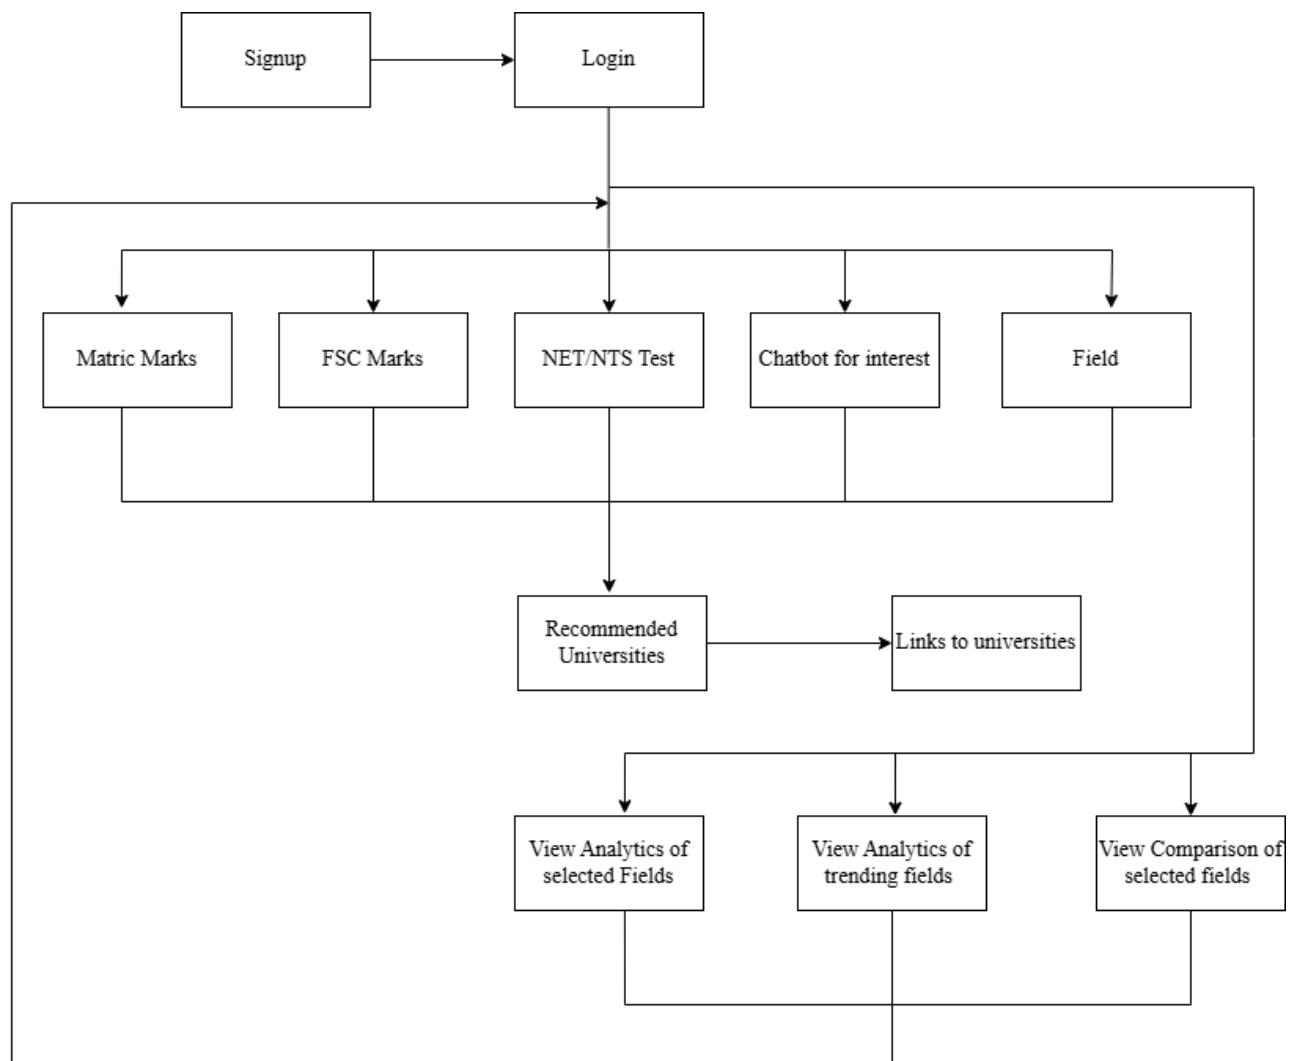 Signup
Login
Matric Marks
FSC Marks
NET/NTS Test
Chatbot for interest
Field
Recommended
Universities
Links to universities
View Analytics of
selected Fields
View Analytics of
trending fields
View Comparison of
selected fields